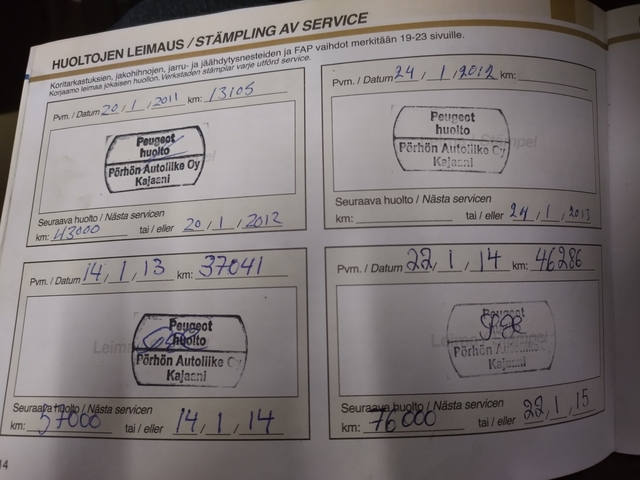 HUOLTOJEN LEIMAUS / STÄMPLING AV SERVICE
Koritarkastuksien, jakohihnojen, jarru- ja jäähdytysnesteiden ja FAP vaihdot merkitään 19-23 sivuille.
Korjaamo leimaa jokaisen huollon. Verkstaden stämplar varje utförd service.
Pvm. / Datum 20 / 1 / 2011 km: 13105
Peugeot
huolto
Pörhön Autoliike Oy
Kajaani
Seuraava huolto / Nästa servicen
km: 43000 tai / eller 20 / 1 / 2012
Pvm. / Datum 24 / 1 / 2012 km:
Peugeot
huolto
Pörhön Autoliike Oy
Kajaani
Seuraava huolto / Nästa servicen
km: tai / eller 24 / 1 / 2013
Pvm. / Datum 14 / 1 / 13 km: 37041
Peugeot
huolto
Pörhön Autoliike Oy
Kajaani
Seuraava huolto / Nästa servicen
km: 57000 tai / eller 14 / 1 / 14
Pvm. / Datum 22 / 1 / 14 km: 46286
Peugeot
Pörhön Autoliike Oy
Kajaani
Seuraava huolto / Nästa servicen
km: 76000 tai / eller 22 / 1 / 15
14